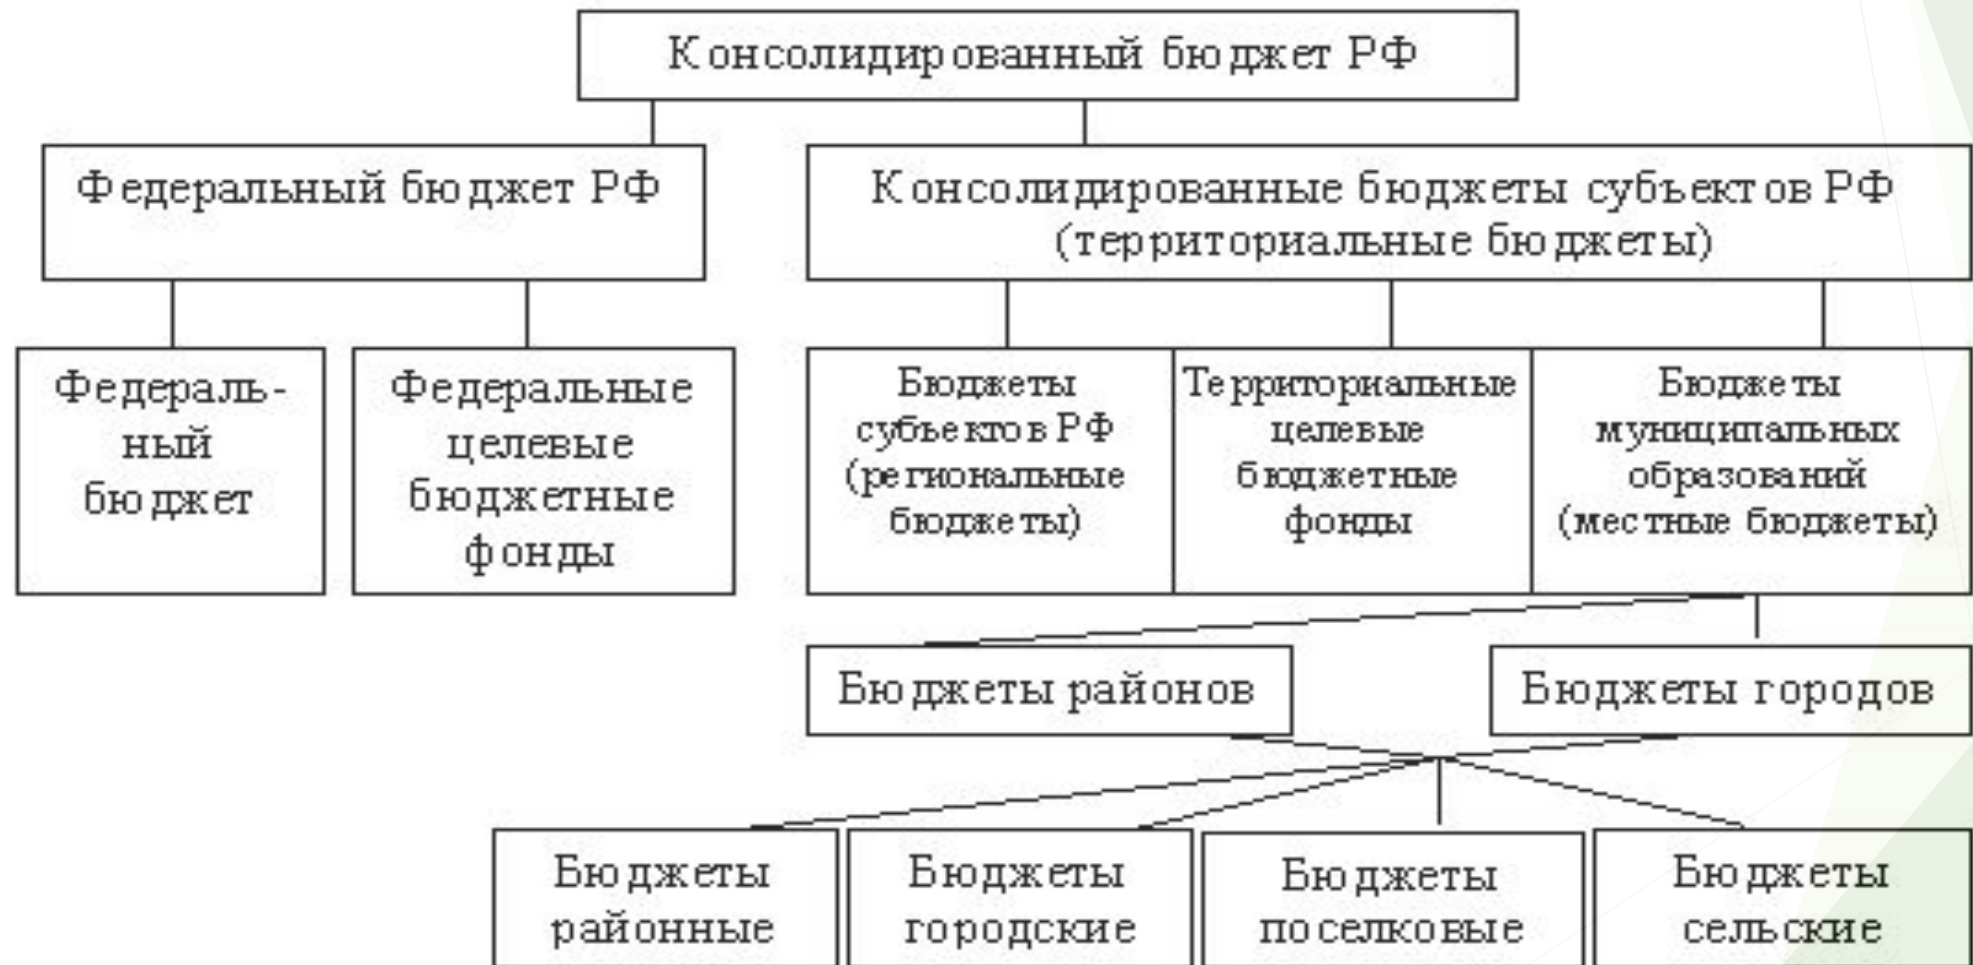 Консолидированный бюджет РФ
Федеральный бюджет РФ
Консолидированные бюджеты субъектов РФ
(территориальные бюджеты)
Федераль-
ный
бюджет
Федеральные
целевые
бюджетные
фонды
Бюджеты
субъектов РФ
(региональные
бюджеты)
Территориальные
целевые
бюджетные
фонды
Бюджеты
муниципальных
образований
(местные бюджеты)
Бюджеты районов
Бюджеты городов
Бюджеты
районные
Бюджеты
городские
Бюджеты
поселковые
Бюджеты
сельские